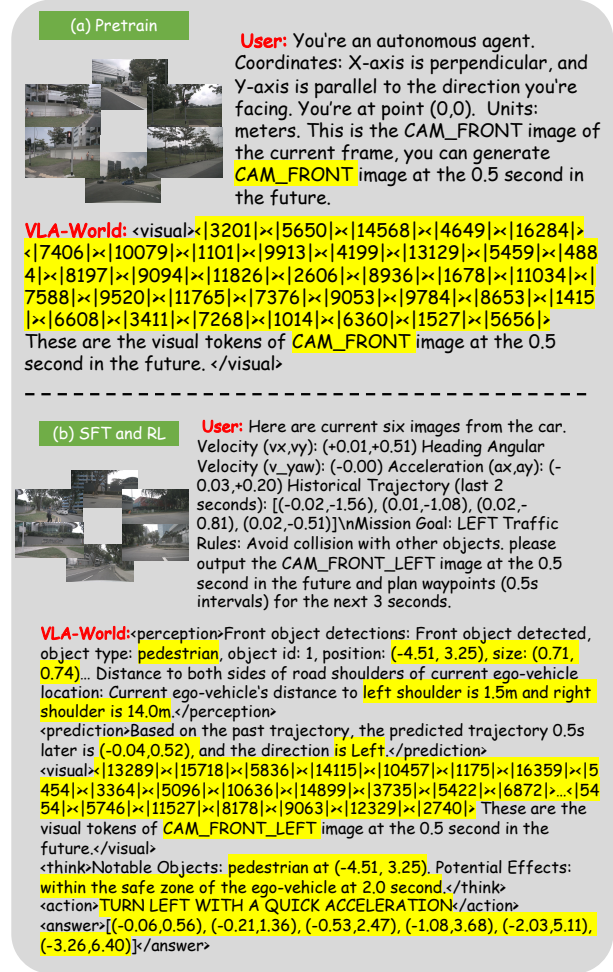 (a) Pretrain
User: You're an autonomous agent.
Coordinates: X-axis is perpendicular, and
Y-axis is parallel to the direction you're
facing. You're at point (0,0).  Units:
meters. This is the CAM_FRONT image of
the current frame, you can generate
CAM_FRONT image at the 0.5 second in
the future.
VLA-World: <visual><|3201|><|5650|><|14568|><|4649|><|16284|>
<|7406|><|10079|><|1101|><|9913|><|4199|><|13129|><|5459|><|488
4|><|8197|><|9094|><|11826|><|2606|><|8936|><|1678|><|11034|><|
7588|><|9520|><|11765|><|7376|><|9053|><|9784|><|8653|><|1415
|><|6608|><|3411|><|7268|><|1014|><|6360|><|1527|><|5656|>
These are the visual tokens of CAM_FRONT image at the 0.5
second in the future. </visual>
(b) SFT and RL
User: Here are current six images from the car.
Velocity (vx,vy): (+0.01,+0.51) Heading Angular
Velocity (v_yaw): (-0.00) Acceleration (ax,ay): (-
0.03,+0.20) Historical Trajectory (last 2
seconds): [(-0.02,-1.56), (0.01,-1.08), (0.02,-
0.81), (0.02,-0.51)]\nMission Goal: LEFT Traffic
Rules: Avoid collision with other objects. please
output the CAM_FRONT_LEFT image at the 0.5
second in the future and plan waypoints (0.5s
intervals) for the next 3 seconds.
VLA-World:<perception>Front object detections: Front object detected,
object type: pedestrian, object id: 1, position: (-4.51, 3.25), size: (0.71,
0.74)… Distance to both sides of road shoulders of current ego-vehicle
location: Current ego-vehicle's distance to left shoulder is 1.5m and right
shoulder is 14.0m.</perception>
<prediction>Based on the past trajectory, the predicted trajectory 0.5s
later is (-0.04,0.52), and the direction is Left.</prediction>
<visual><|13289|><|15718|><|5836|><|14115|><|10457|><|1175|><|16359|><|5
454|><|3364|><|5096|><|10636|><|14899|><|3735|><|5422|><|6872|>…<|54
54|><|5746|><|11527|><|8178|><|9063|><|12329|><|2740|> These are the
visual tokens of CAM_FRONT_LEFT image at the 0.5 second in the
future.</visual>
<think>Notable Objects: pedestrian at (-4.51, 3.25). Potential Effects:
within the safe zone of the ego-vehicle at 2.0 second.</think>
<action>TURN LEFT WITH A QUICK ACCELERATION</action>
<answer>[(-0.06,0.56), (-0.21,1.36), (-0.53,2.47), (-1.08,3.68), (-2.03,5.11),
(-3.26,6.40)]</answer>